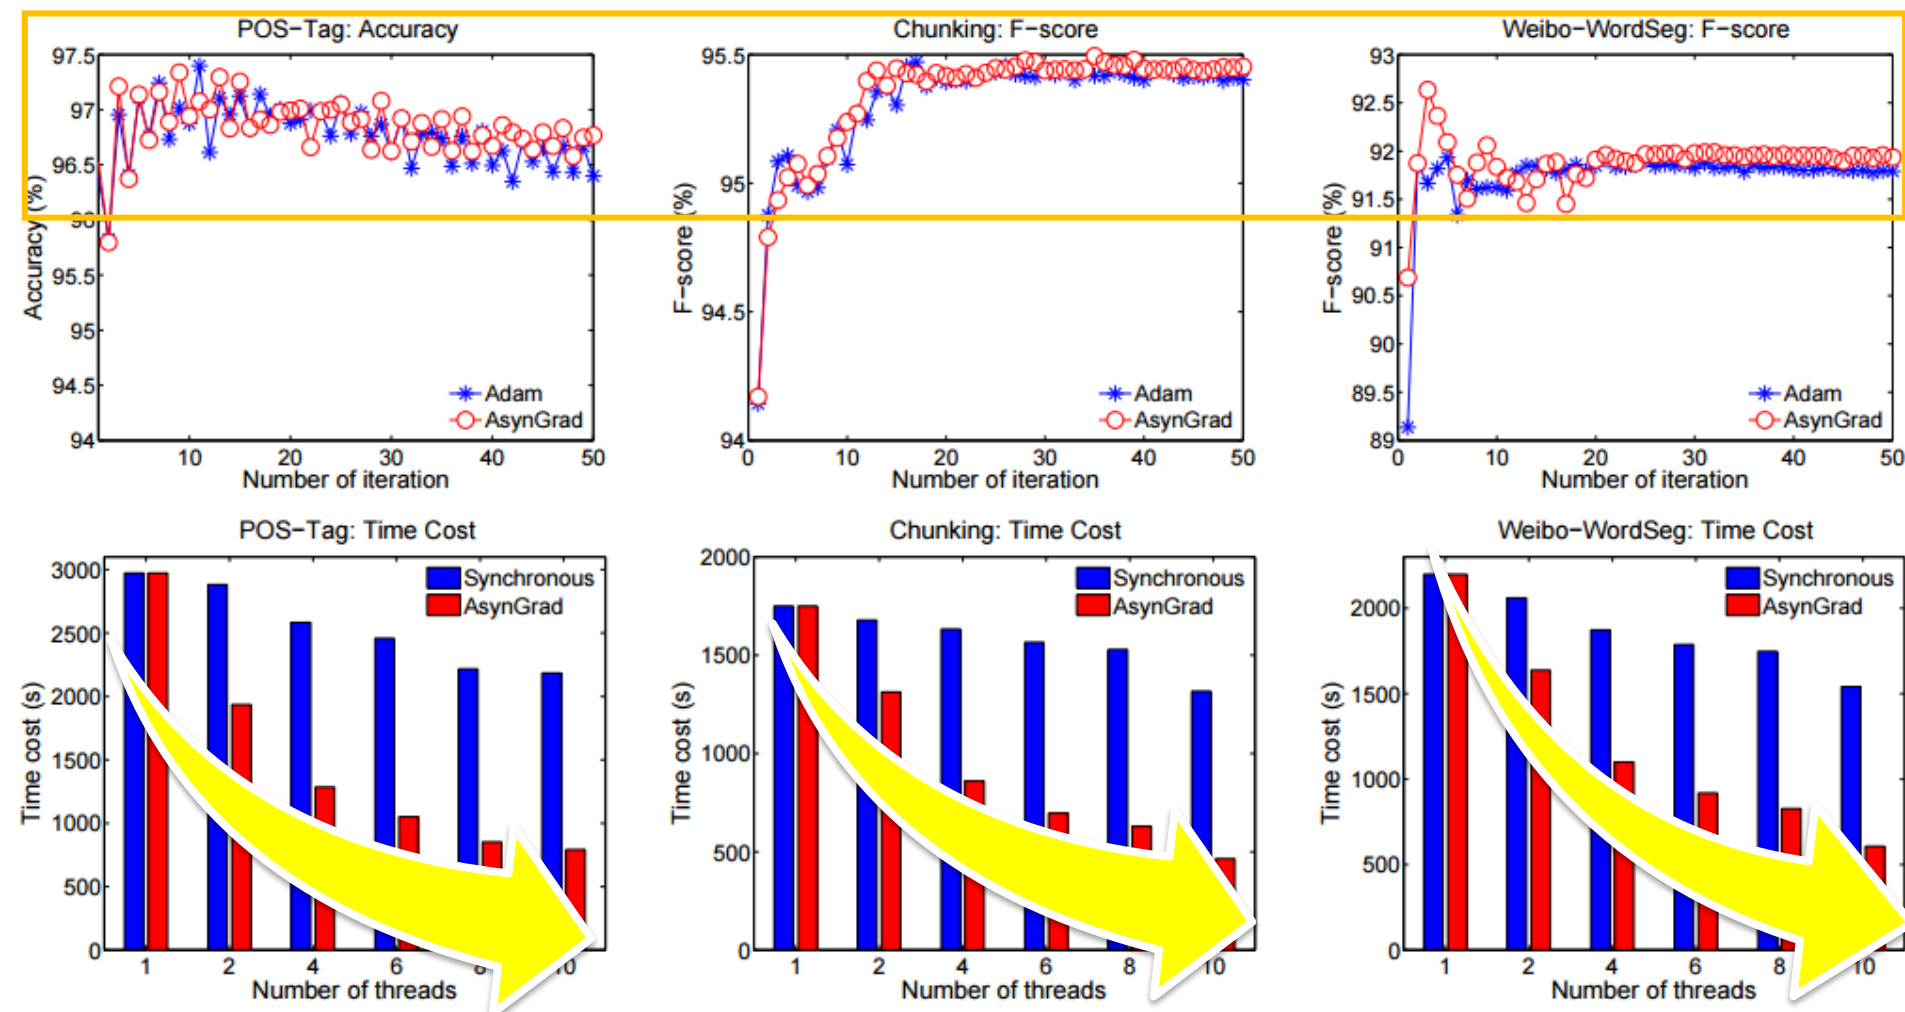 POS−Tag: Accuracy
97.5
97
96.5
96
95.5
95
94.5
94
Accuracy (%)
Adam
AsynGrad
10 20 30 40 50
Number of iteration
Chunking: F−score
95.5
95
94.5
94
F−score (%)
Adam
AsynGrad
0 10 20 30 40 50
Number of iteration
Weibo−WordSeg: F−score
93
92.5
92
91.5
91
90.5
90
89.5
89
F−score (%)
Adam
AsynGrad
0 10 20 30 40 50
Number of iteration
POS−Tag: Time Cost
3000
2500
2000
1500
1000
500
0
Time cost (s)
Synchronous
AsynGrad
1 2 4 6 8 10
Number of threads
Chunking: Time Cost
2000
1500
1000
500
0
Time cost (s)
Synchronous
AsynGrad
1 2 4 6 8 10
Number of threads
Weibo−WordSeg: Time Cost
2000
1500
1000
500
0
Time cost (s)
Synchronous
AsynGrad
1 2 4 6 8 10
Number of threads